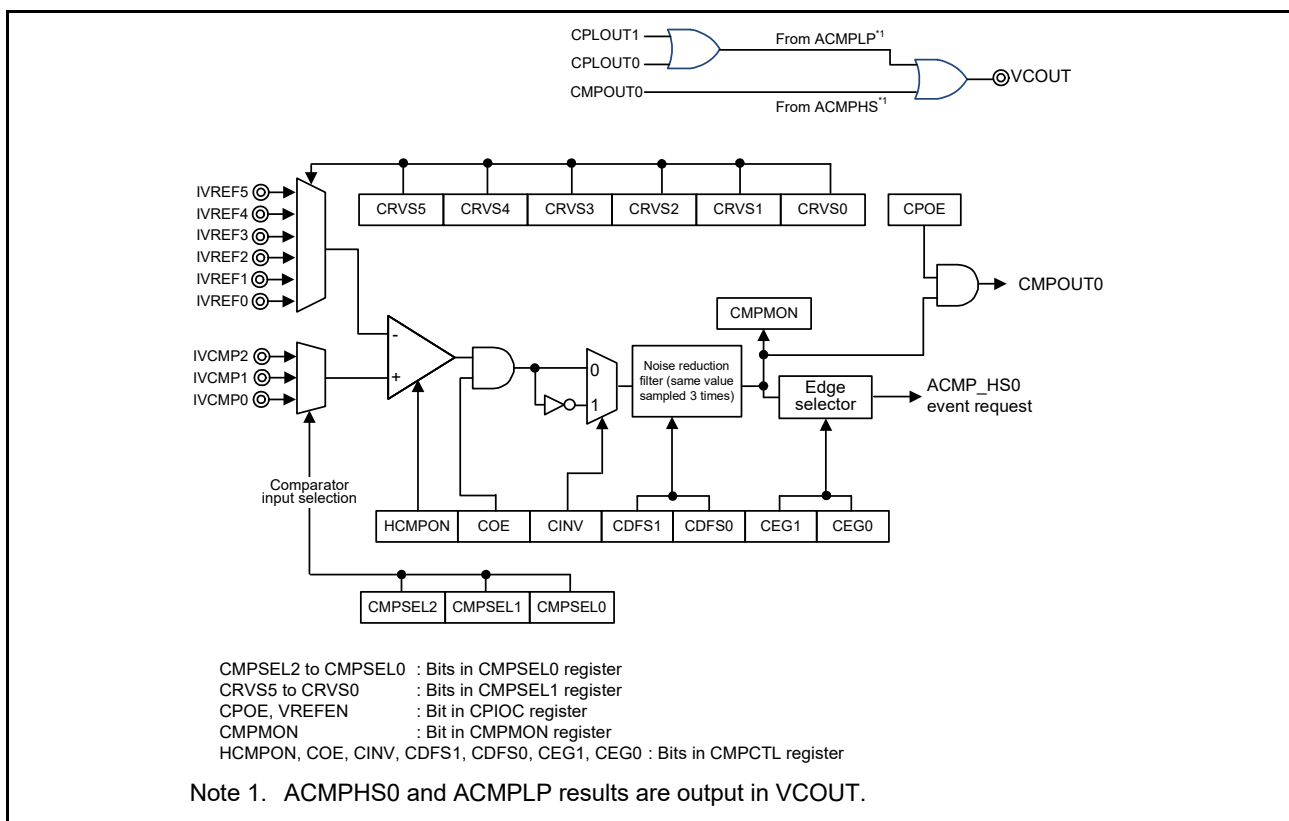 CPLOUT1
CPLOUT0
CMPOUT0
From ACMPLP*1
From ACMPHS*1
VCOUT
IVREF5
IVREF4
IVREF3
IVREF2
IVREF1
IVREF0
CRVS5 CRVS4 CRVS3 CRVS2 CRVS1 CRVS0
CPOE
CMPOUT0
IVCMP2
IVCMP1
IVCMP0
-
+
0
1
Noise reduction
filter (same value
sampled 3 times)
CMPMON
Edge
selector
ACMP_HS0
event request
Comparator
input selection
HCMPON COE CINV CDFS1 CDFS0 CEG1 CEG0
CMPSEL2 CMPSEL1 CMPSEL0
CMPSEL2 to CMPSEL0 : Bits in CMPSEL0 register
CRVS5 to CRVS0 : Bits in CMPSEL1 register
CPOE, VREFEN : Bit in CPIOC register
CMPMON : Bit in CMPMON register
HCMPON, COE, CINV, CDFS1, CDFS0, CEG1, CEG0 : Bits in CMPCTL register
Note 1. ACMPHS0 and ACMPLP results are output in VCOUT.